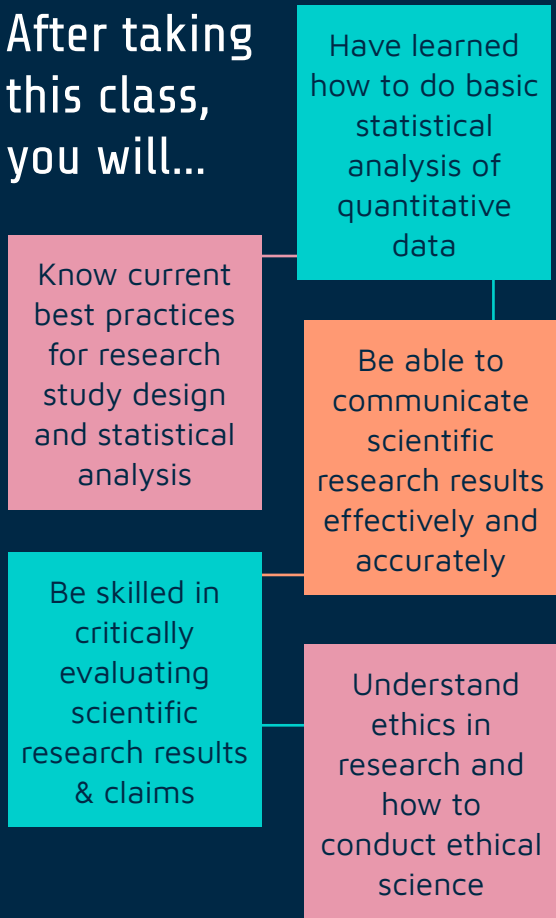 After taking
this class,
you will...
Have learned
how to do basic
statistical
analysis of
quantitative
data
Know current
best practices
for research
study design
and statistical
analysis
Be able to
communicate
scientific
research results
effectively and
accurately
Be skilled in
critically
evaluating
scientific
research results
& claims
Understand
ethics in
research and
how to
conduct ethical
science